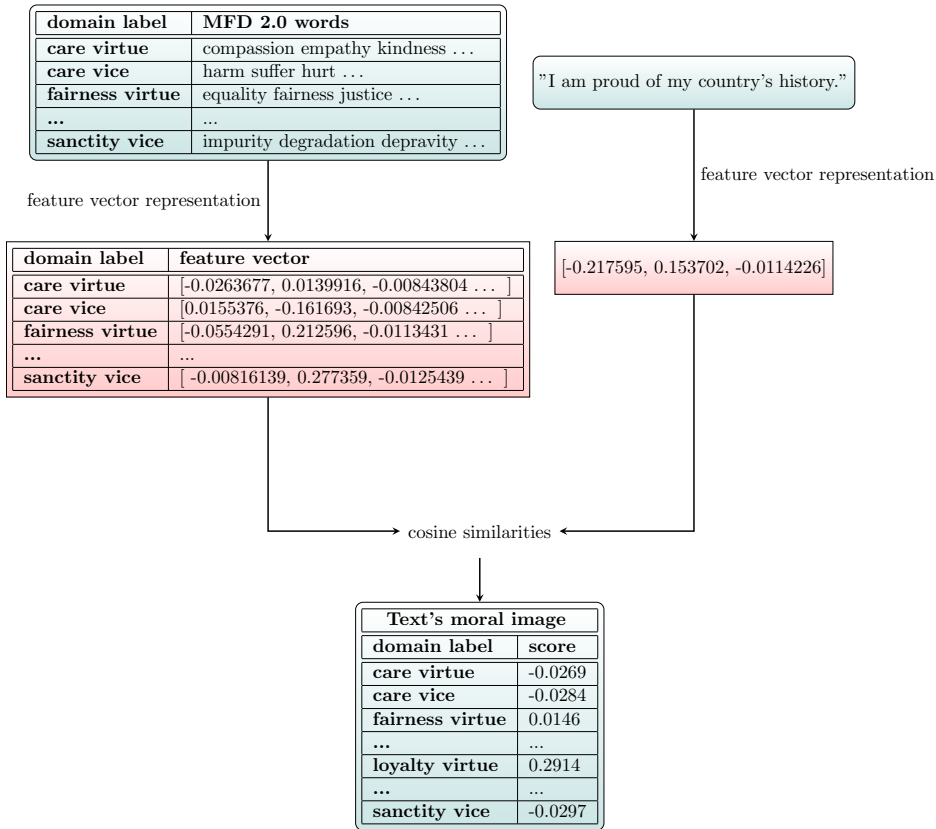 domain label MFD 2.0 words
care virtue compassion empathy kindness ...
care vice harm suffer hurt ...
fairness virtue equality fairness justice ...
... ...
sanctity vice impurity degradation depravity ...
"I am proud of my country's history."
feature vector representation
feature vector representation
domain label feature vector
care virtue [-0.0263677, 0.0139916, -0.00843804 ... ]
care vice [0.0155376, -0.161693, -0.00842506 ... ]
fairness virtue [-0.0554291, 0.212596, -0.0113431 ... ]
... ...
sanctity vice [ -0.00816139, 0.277359, -0.0125439 ... ]
[-0.217595, 0.153702, -0.0114226]
cosine similarities
Text's moral image
domain label score
care virtue -0.0269
care vice -0.0284
fairness virtue 0.0146
... ...
loyalty virtue 0.2914
... ...
sanctity vice -0.0297